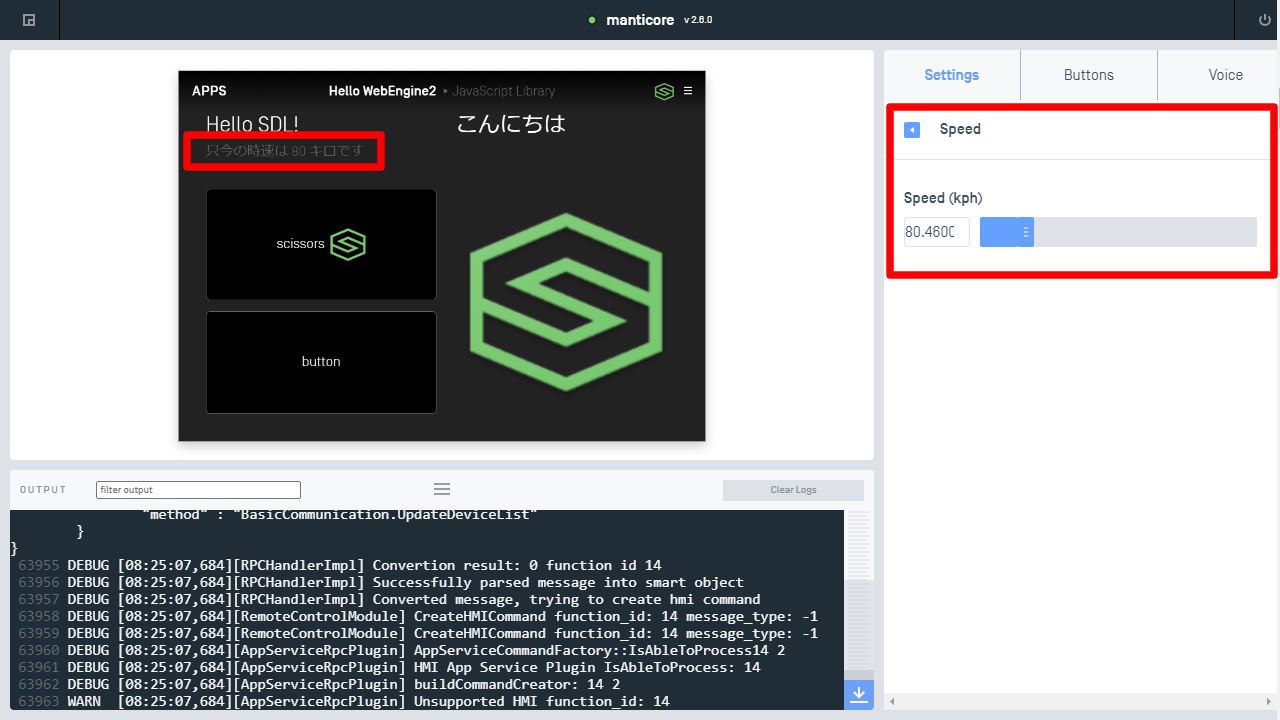 manticore v 2.6.0
APPS
Hello WebEngine2 ‣ JavaScript Library
Hello SDL!
こんにちは
只今の時速は 80 キロです
scissors
button
Settings
Buttons
Voice
Speed
Speed (kph)
80.460
OUTPUT
filter output
Clear Logs
"method" : "BasicCommunication.UpdateDeviceList"
}
}
63955 DEBUG [08:25:07,684][RPCHandlerImpl] Convertion result: 0 function id 14
63956 DEBUG [08:25:07,684][RPCHandlerImpl] Successfully parsed message into smart object
63957 DEBUG [08:25:07,684][RPCHandlerImpl] Converted message, trying to create hmi command
63958 DEBUG [08:25:07,684][RemoteControlModule] CreateHMICommand function_id: 14 message_type: -1
63959 DEBUG [08:25:07,684][RemoteControlModule] CreateHMICommand function_id: 14 message_type: -1
63960 DEBUG [08:25:07,684][AppServiceRpcPlugin] AppServiceCommandFactory::IsAbleToProcess14 2
63961 DEBUG [08:25:07,684][AppServiceRpcPlugin] HMI App Service Plugin IsAbleToProcess: 14
63962 DEBUG [08:25:07,684][AppServiceRpcPlugin] buildCommandCreator: 14 2
63963 WARN [08:25:07,684][AppServiceRpcPlugin] Unsupported HMI function_id: 14